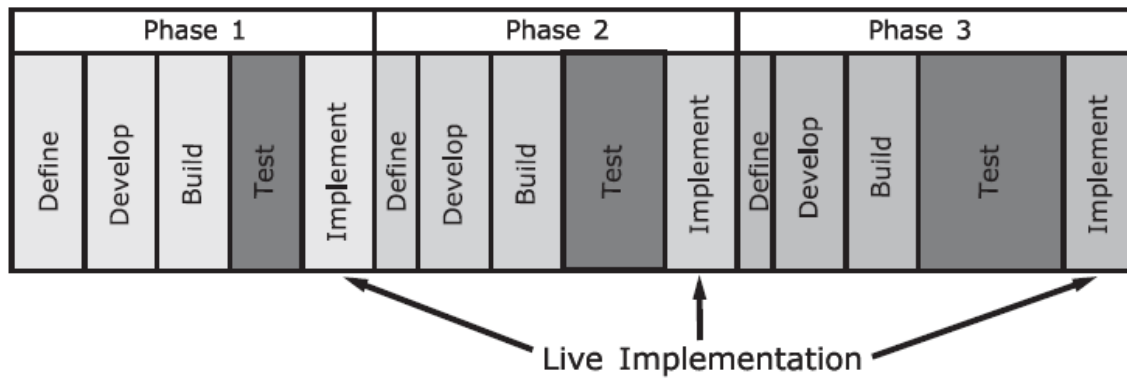 Phase 1
Phase 2
Phase 3
Define
Develop
Build
Test
Implement
Define
Develop
Build
Test
Implement
Define
Develop
Build
Test
Implement
Live Implementation